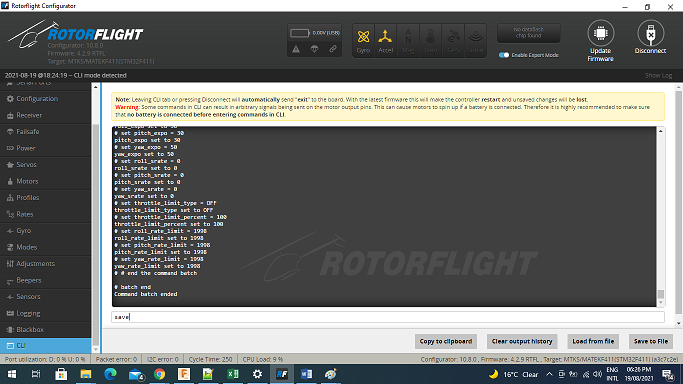 Rotorflight Configurator
ROTORFLIGHT
Configurator: 10.8.0
Firmware: 4.2.9 RTFL
Target: MTKS/MATEKF411(STM32F411)
0.00V (USB)
Gyro
Accel
No dataflash
chip found
Enable Expert Mode
Update
Firmware
Disconnect
2021-08-19 @18:24:19 -- CLI mode detected
Show Log
Configuration
Receiver
Failsafe
Power
Servos
Motors
Profiles
Rates
Gyro
Modes
Adjustments
Beepers
Sensors
Logging
Blackbox
CLI
Note: Leaving CLI tab or pressing Disconnect will automatically send "exit" to the board. With the latest firmware this will make the controller restart and unsaved changes will be lost.
Warning: Some commands in CLI can result in arbitrary signals being sent on the motor output pins. This can cause motors to spin up if a battery is connected. Therefore it is highly recommended to make sure
that no battery is connected before entering commands in CLI.
# set pitch_expo = 30
pitch_expo set to 30
# set yaw_expo = 50
yaw_expo set to 50
# set roll_srate = 0
roll_srate set to 0
# set pitch_srate = 0
pitch_srate set to 0
# set yaw_srate = 0
yaw_srate set to 0
# set throttle_limit_type = OFF
throttle_limit_type set to OFF
# set throttle_limit_percent = 100
throttle_limit_percent set to 100
# set roll_rate_limit = 1998
roll_rate_limit set to 1998
# set pitch_rate_limit = 1998
pitch_rate_limit set to 1998
# set yaw_rate_limit = 1998
yaw_rate_limit set to 1998
# # end the command batch
# batch end
Command batch ended
ROTORFLIGHT
save
Copy to clipboard
Clear output history
Load from file
Save to File
Port utilization: D: 0 % U: 0 %
Packet error: 0
I2C error: 0
Cycle Time: 250
CPU Load: 9 %
Configurator: 10.8.0 , Firmware: 4.2.9 RTFL , Target: MTKS/MATEKF411(STM32F411) (a3c7c2e)
16°C Clear
ENG
INTL
06:26 PM
19/08/2021